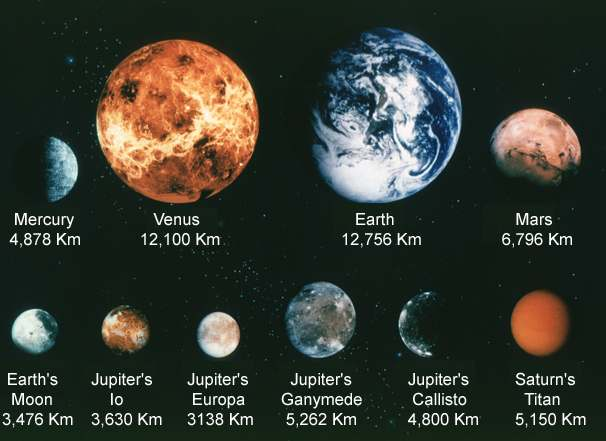 Mercury Venus Earth Mars
4,878 Km 12,100 Km 12,756 Km 6,796 Km
Earth's Jupiter's Jupiter's Jupiter's Jupiter's Saturn's
Moon Io Europa Ganymede Callisto Titan
3,476 Km 3,630 Km 3138 Km 5,262 Km 4,800 Km 5,150 Km